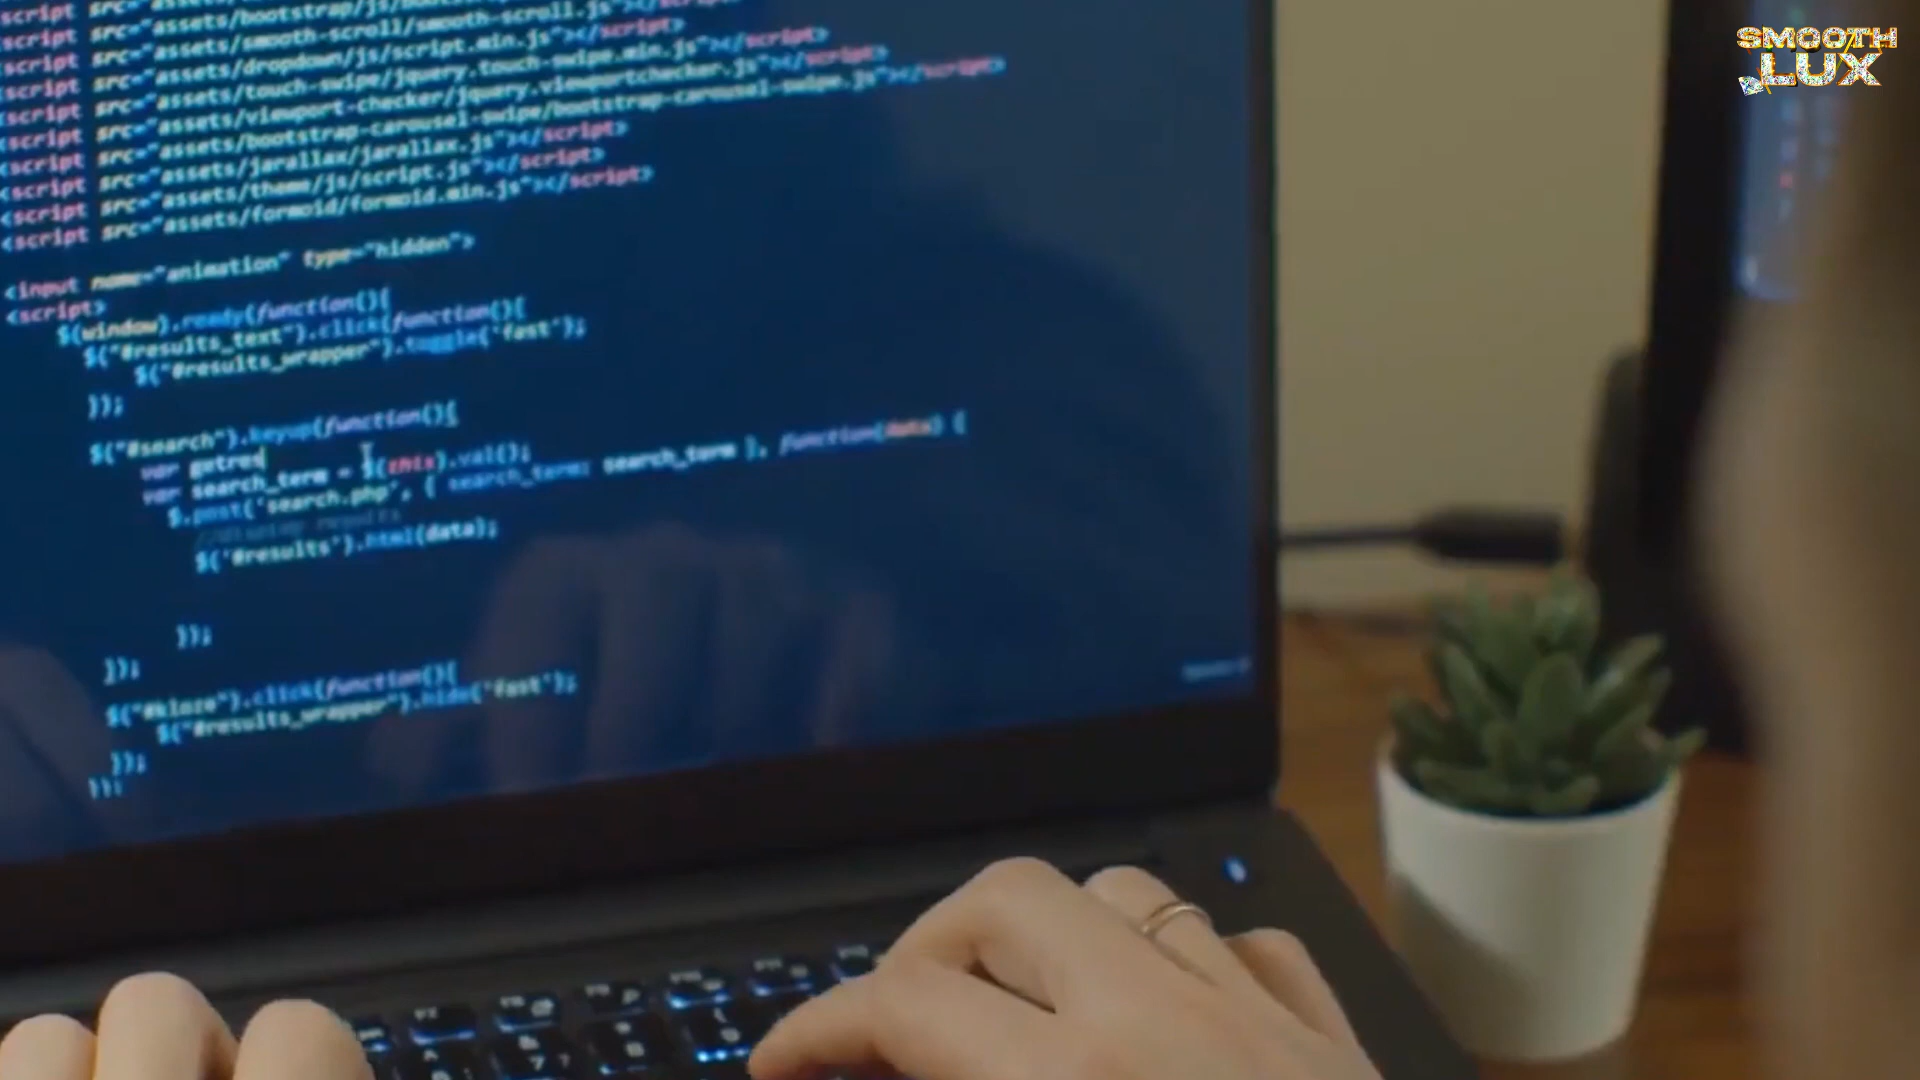 <script src="assets/bootstrap/js/
<script src="assets/smooth-scroll/smooth-scroll.js"></script>
<script src="assets/dropdown/js/script.min.js"></script>
<script src="assets/touch-swipe/jquery.touch-swipe.min.js"></script>
<script src="assets/viewport-checker/jquery.viewportchecker.js"></script>
<script src="assets/bootstrap-carousel-swipe/bootstrap-carousel-swipe.js"></script>
<script src="assets/jarallax/jarallax.js"></script>
<script src="assets/theme/js/script.js"></script>
<script src="assets/formoid/formoid.min.js"></script>
<input name="animation" type="hidden">
<script>
$(window).ready(function(){
$("#results_text").click(function(){
$("#results_wrapper").toggle('fast');
});
$("#search").keyup(function(){
var getres
var search_term = $(this).val();
$.post('search.php', { search_term: search_term }, function(data) {
$('#results').html(data);
});
});
$("#kloze").click(function(){
$("#results_wrapper").hide('fast');
});
});
SMOOTH
LUX